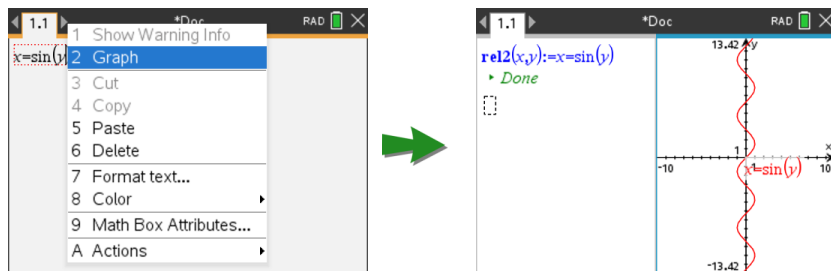 1.1 *Doc RAD
x=sin(y
1 Show Warning Info
2 Graph
3 Cut
4 Copy
5 Paste
6 Delete
7 Format text...
8 Color
9 Math Box Attributes...
A Actions
1.1 *Doc RAD
rel2(x,y):=x=sin(y)
Done
13.42 y
1
x
-10 1 10
x=sin(y)
-13.42